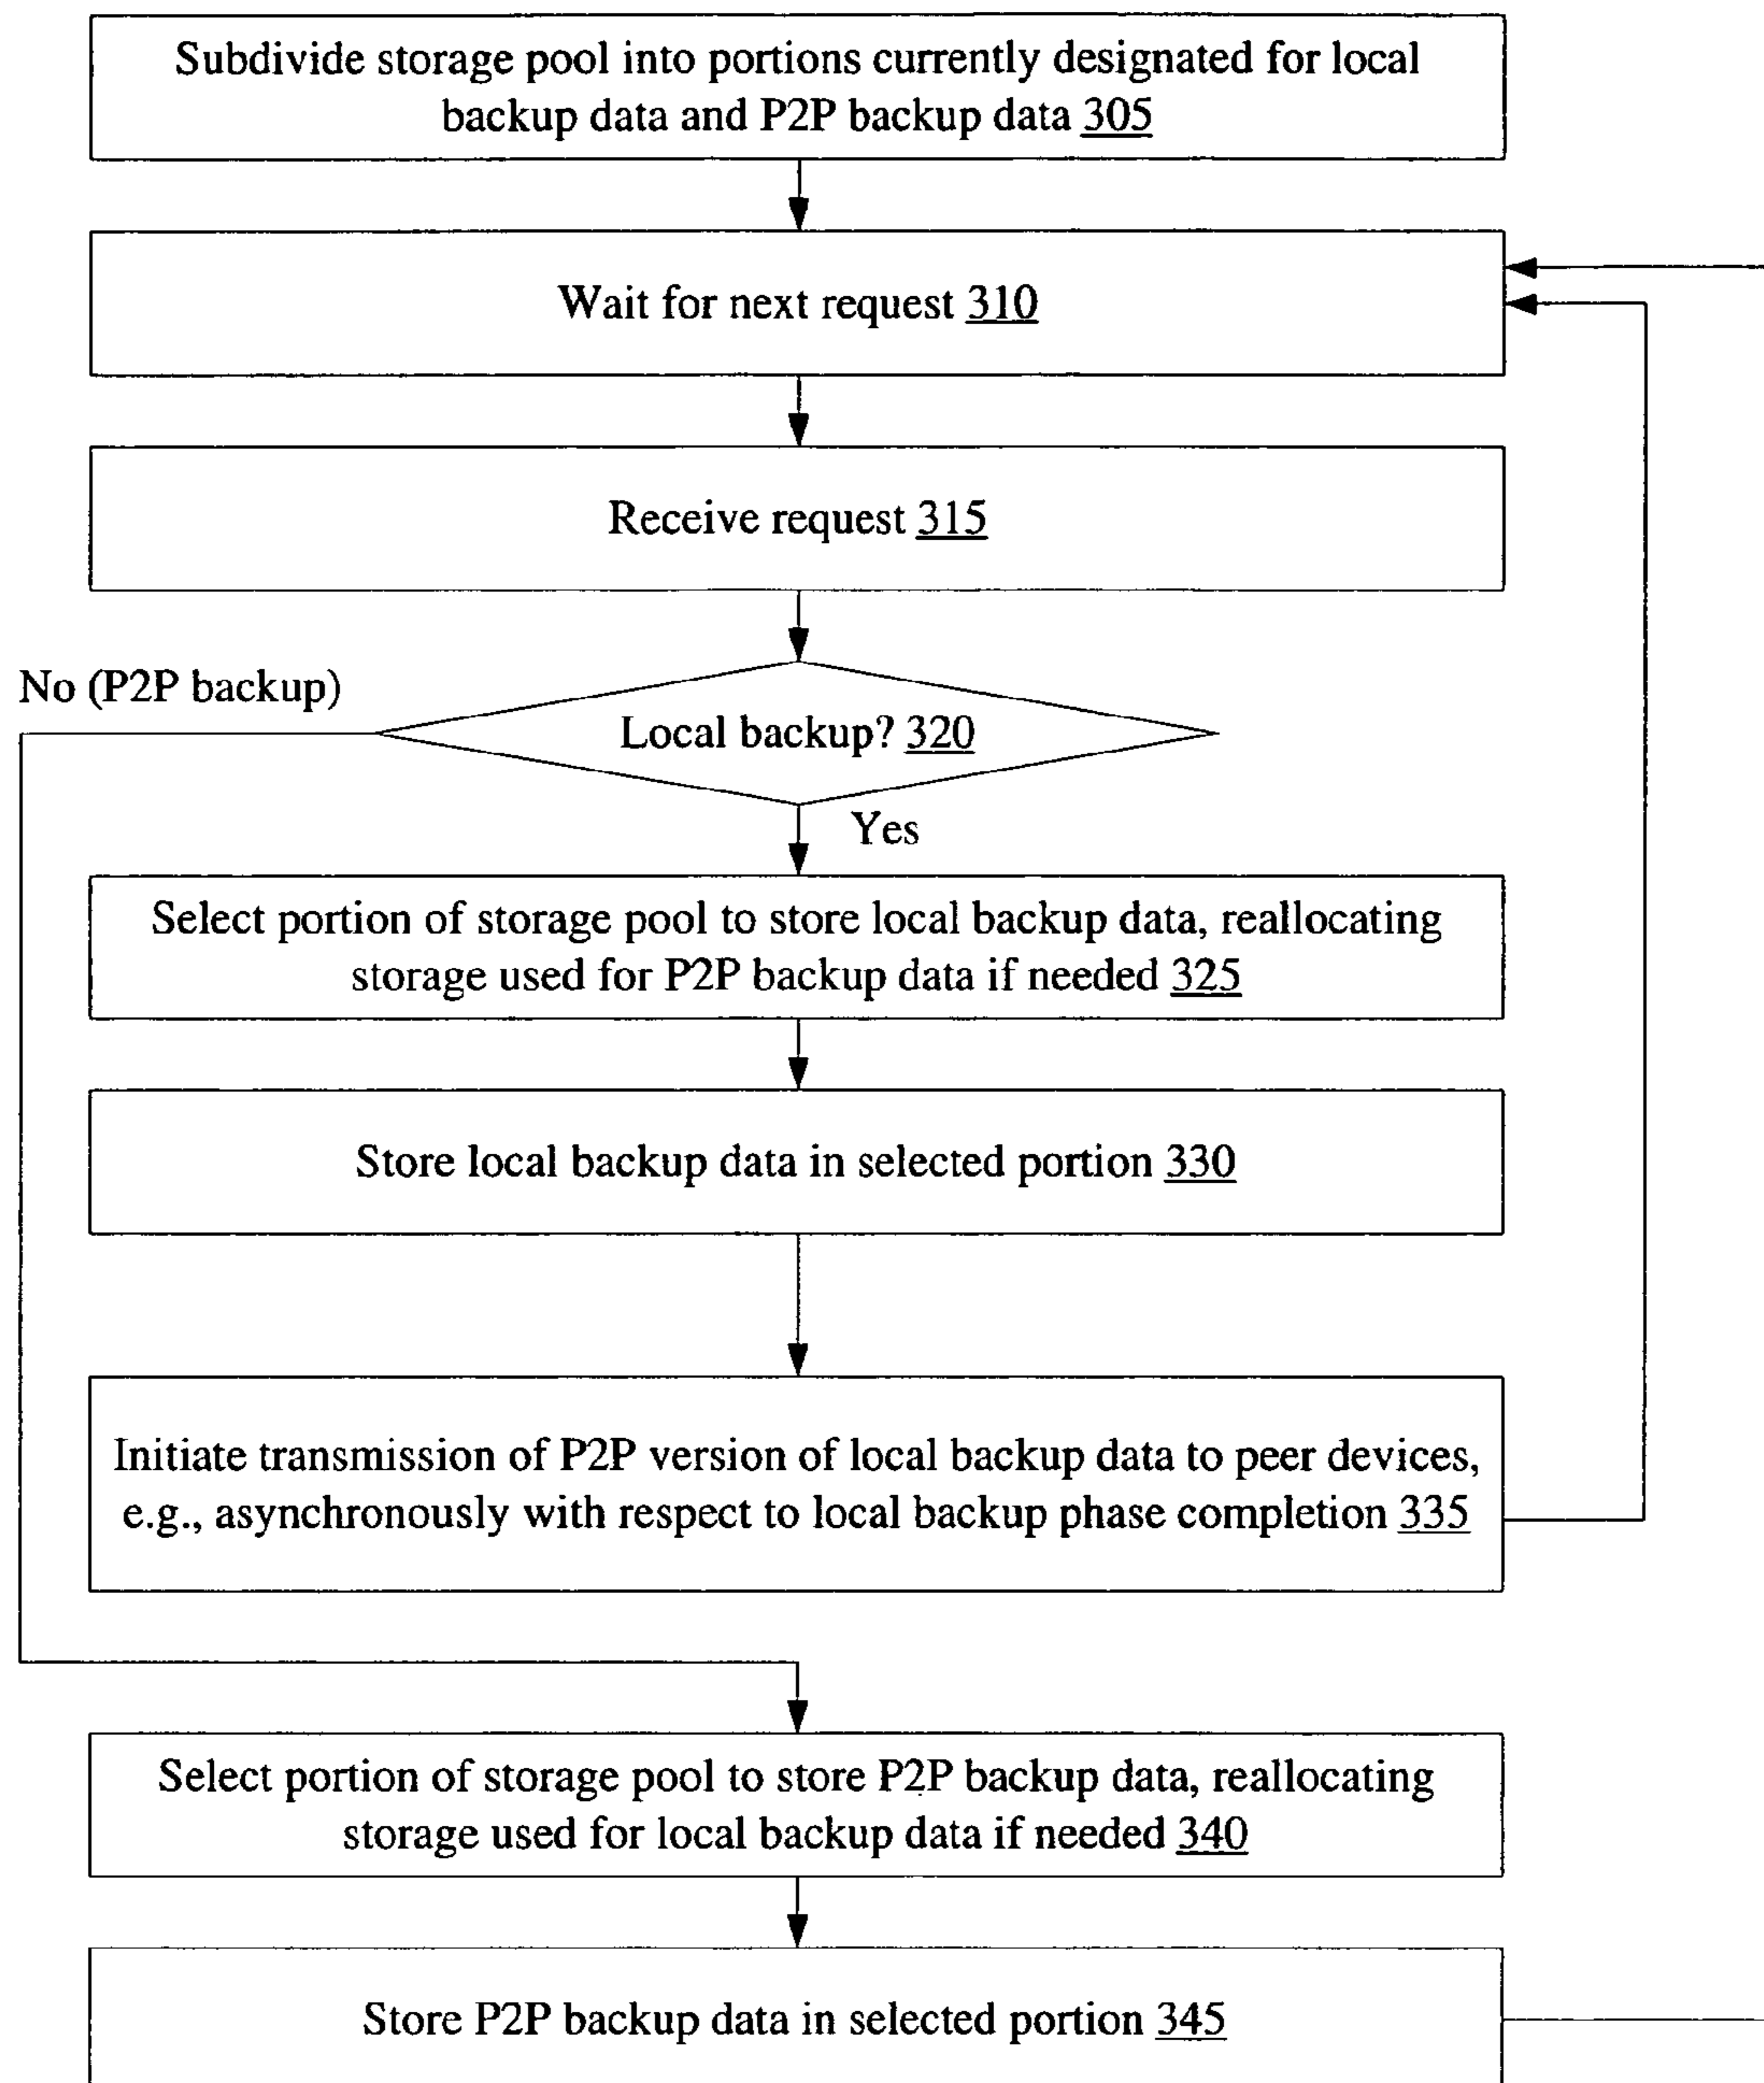 Subdivide storage pool into portions currently designated for local
backup data and P2P backup data 305
Wait for next request 310
Receive request 315
No (P2P backup)
Local backup? 320
Yes
Select portion of storage pool to store local backup data, reallocating
storage used for P2P backup data if needed 325
Store local backup data in selected portion 330
Initiate transmission of P2P version of local backup data to peer devices,
e.g., asynchronously with respect to local backup phase completion 335
Select portion of storage pool to store P2P backup data, reallocating
storage used for local backup data if needed 340
Store P2P backup data in selected portion 345